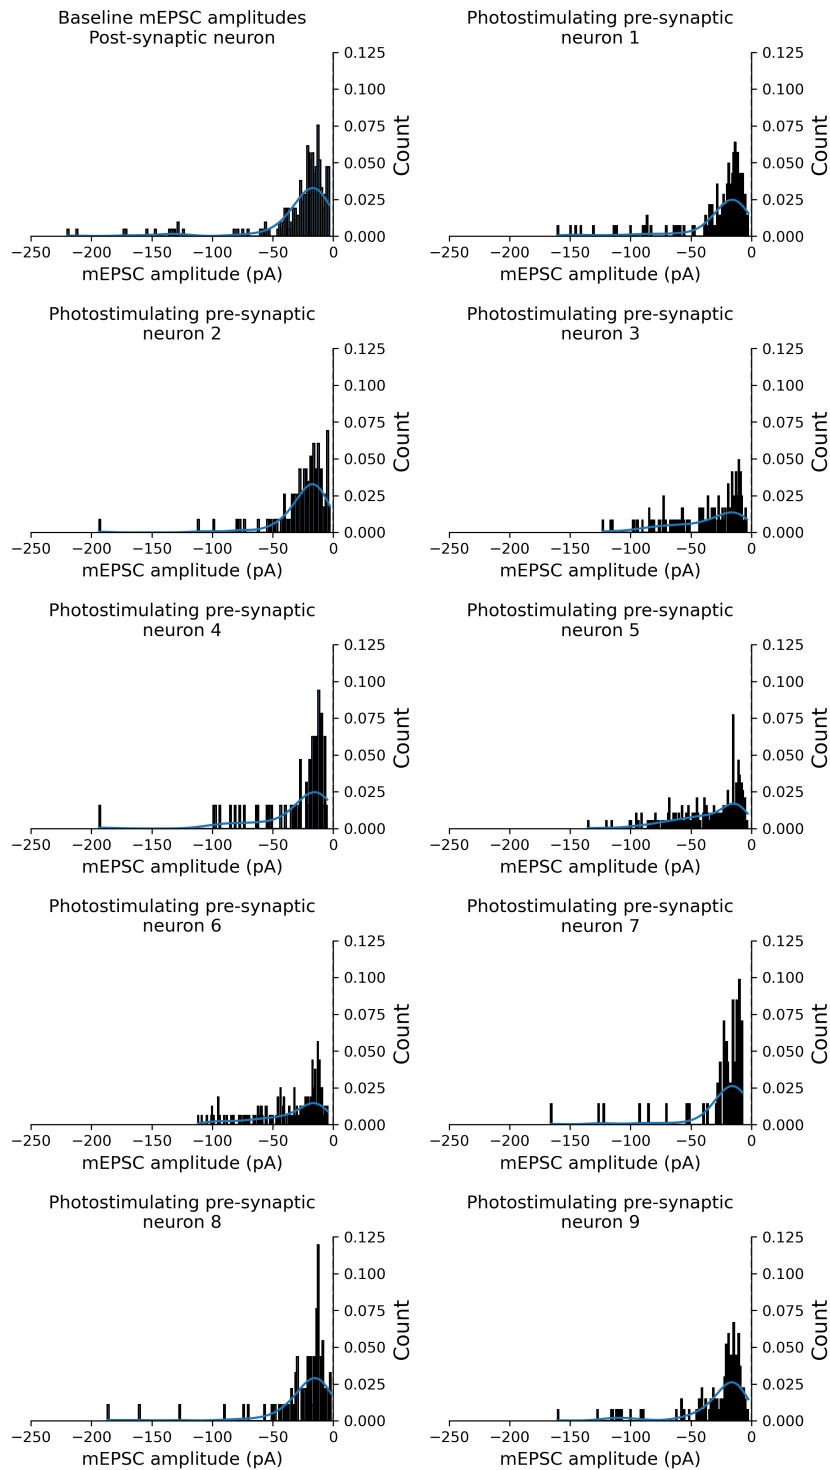 Baseline mEPSC amplitudes
Post-synaptic neuron
0.125
0.100
0.075
0.050
0.025
0.000
Count
−250 −200 −150 −100 −50 0
mEPSC amplitude (pA)
Photostimulating pre-synaptic
neuron 1
0.125
0.100
0.075
0.050
0.025
0.000
Count
−250 −200 −150 −100 −50 0
mEPSC amplitude (pA)
Photostimulating pre-synaptic
neuron 2
0.125
0.100
0.075
0.050
0.025
0.000
Count
−250 −200 −150 −100 −50 0
mEPSC amplitude (pA)
Photostimulating pre-synaptic
neuron 3
0.125
0.100
0.075
0.050
0.025
0.000
Count
−250 −200 −150 −100 −50 0
mEPSC amplitude (pA)
Photostimulating pre-synaptic
neuron 4
0.125
0.100
0.075
0.050
0.025
0.000
Count
−250 −200 −150 −100 −50 0
mEPSC amplitude (pA)
Photostimulating pre-synaptic
neuron 5
0.125
0.100
0.075
0.050
0.025
0.000
Count
−250 −200 −150 −100 −50 0
mEPSC amplitude (pA)
Photostimulating pre-synaptic
neuron 6
0.125
0.100
0.075
0.050
0.025
0.000
Count
−250 −200 −150 −100 −50 0
mEPSC amplitude (pA)
Photostimulating pre-synaptic
neuron 7
0.125
0.100
0.075
0.050
0.025
0.000
Count
−250 −200 −150 −100 −50 0
mEPSC amplitude (pA)
Photostimulating pre-synaptic
neuron 8
0.125
0.100
0.075
0.050
0.025
0.000
Count
−250 −200 −150 −100 −50 0
mEPSC amplitude (pA)
Photostimulating pre-synaptic
neuron 9
0.125
0.100
0.075
0.050
0.025
0.000
Count
−250 −200 −150 −100 −50 0
mEPSC amplitude (pA)